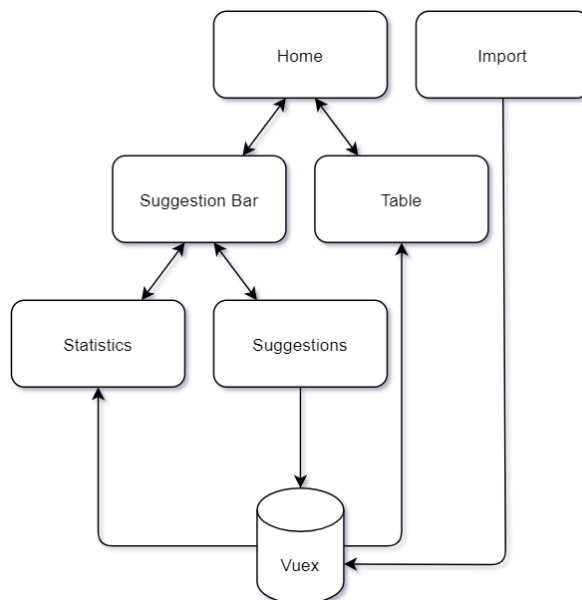 Home
Import
Suggestion Bar
Table
Statistics
Suggestions
Vuex